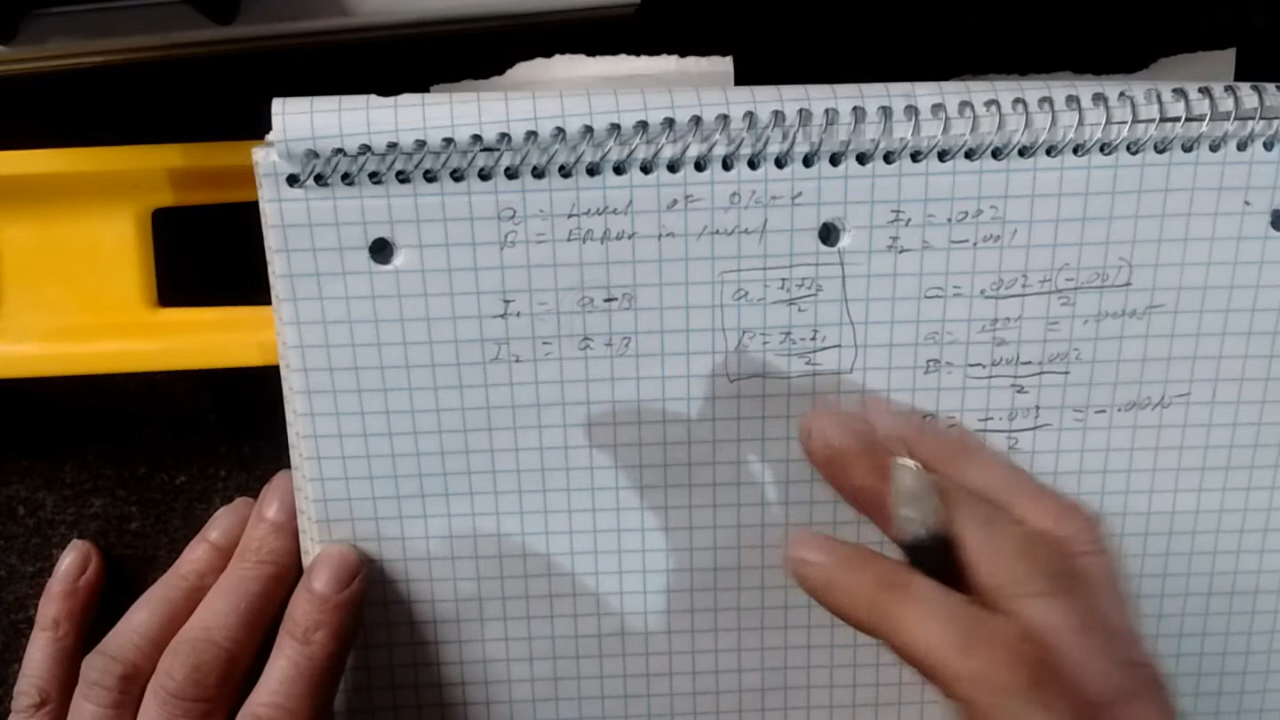 a = Level of Plate
B = ERROR in Level
I₁ = a-B
I₂ = a+B
a = I₁+I₂ / 2
B = I₂-I₁ / 2
I₁ = .002
I₂ = -.001
a = .002+(-.001) / 2
a = .001 / 2 = .0005
B = -.001-.002 / 2
B = -.003 / 2 = -.0015